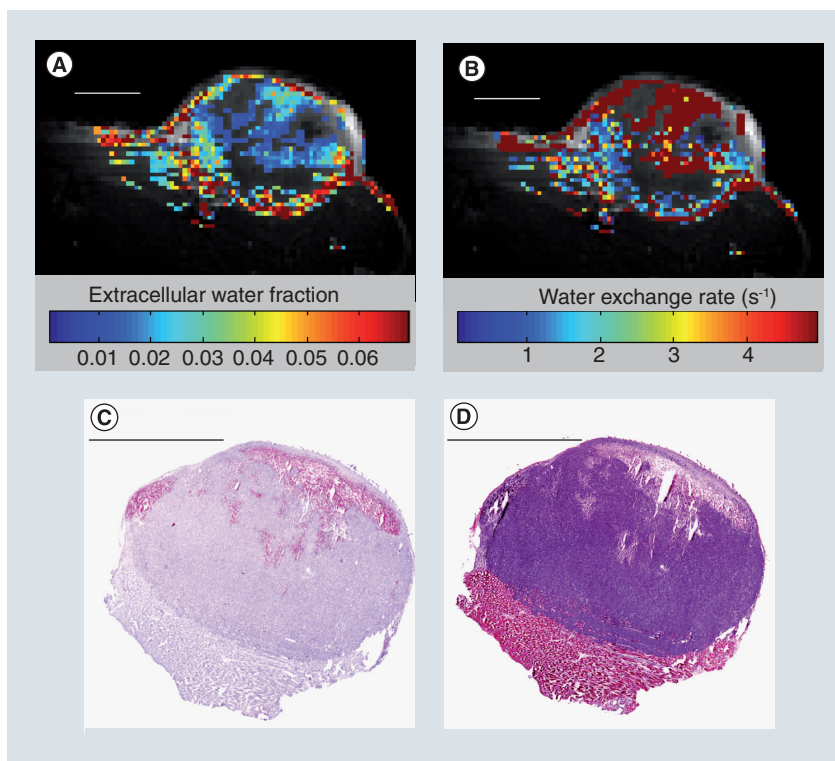 A
B
Extracellular water fraction
0.01 0.02 0.03 0.04 0.05 0.06
Water exchange rate (s⁻¹)
1 2 3 4
C
D